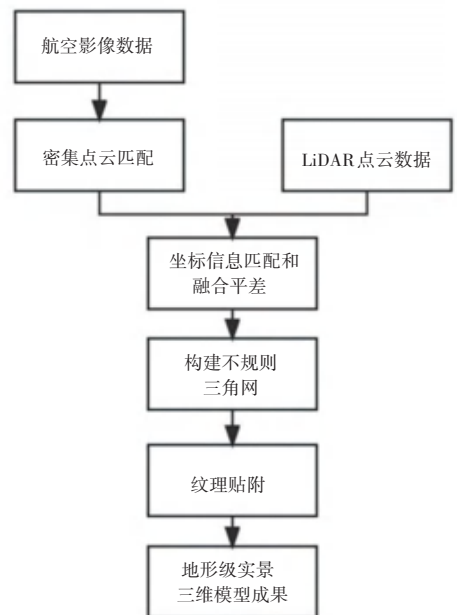 航空影像数据
密集点云匹配
LiDAR点云数据
坐标信息匹配和
融合平差
构建不规则
三角网
纹理贴附
地形级实景
三维模型成果